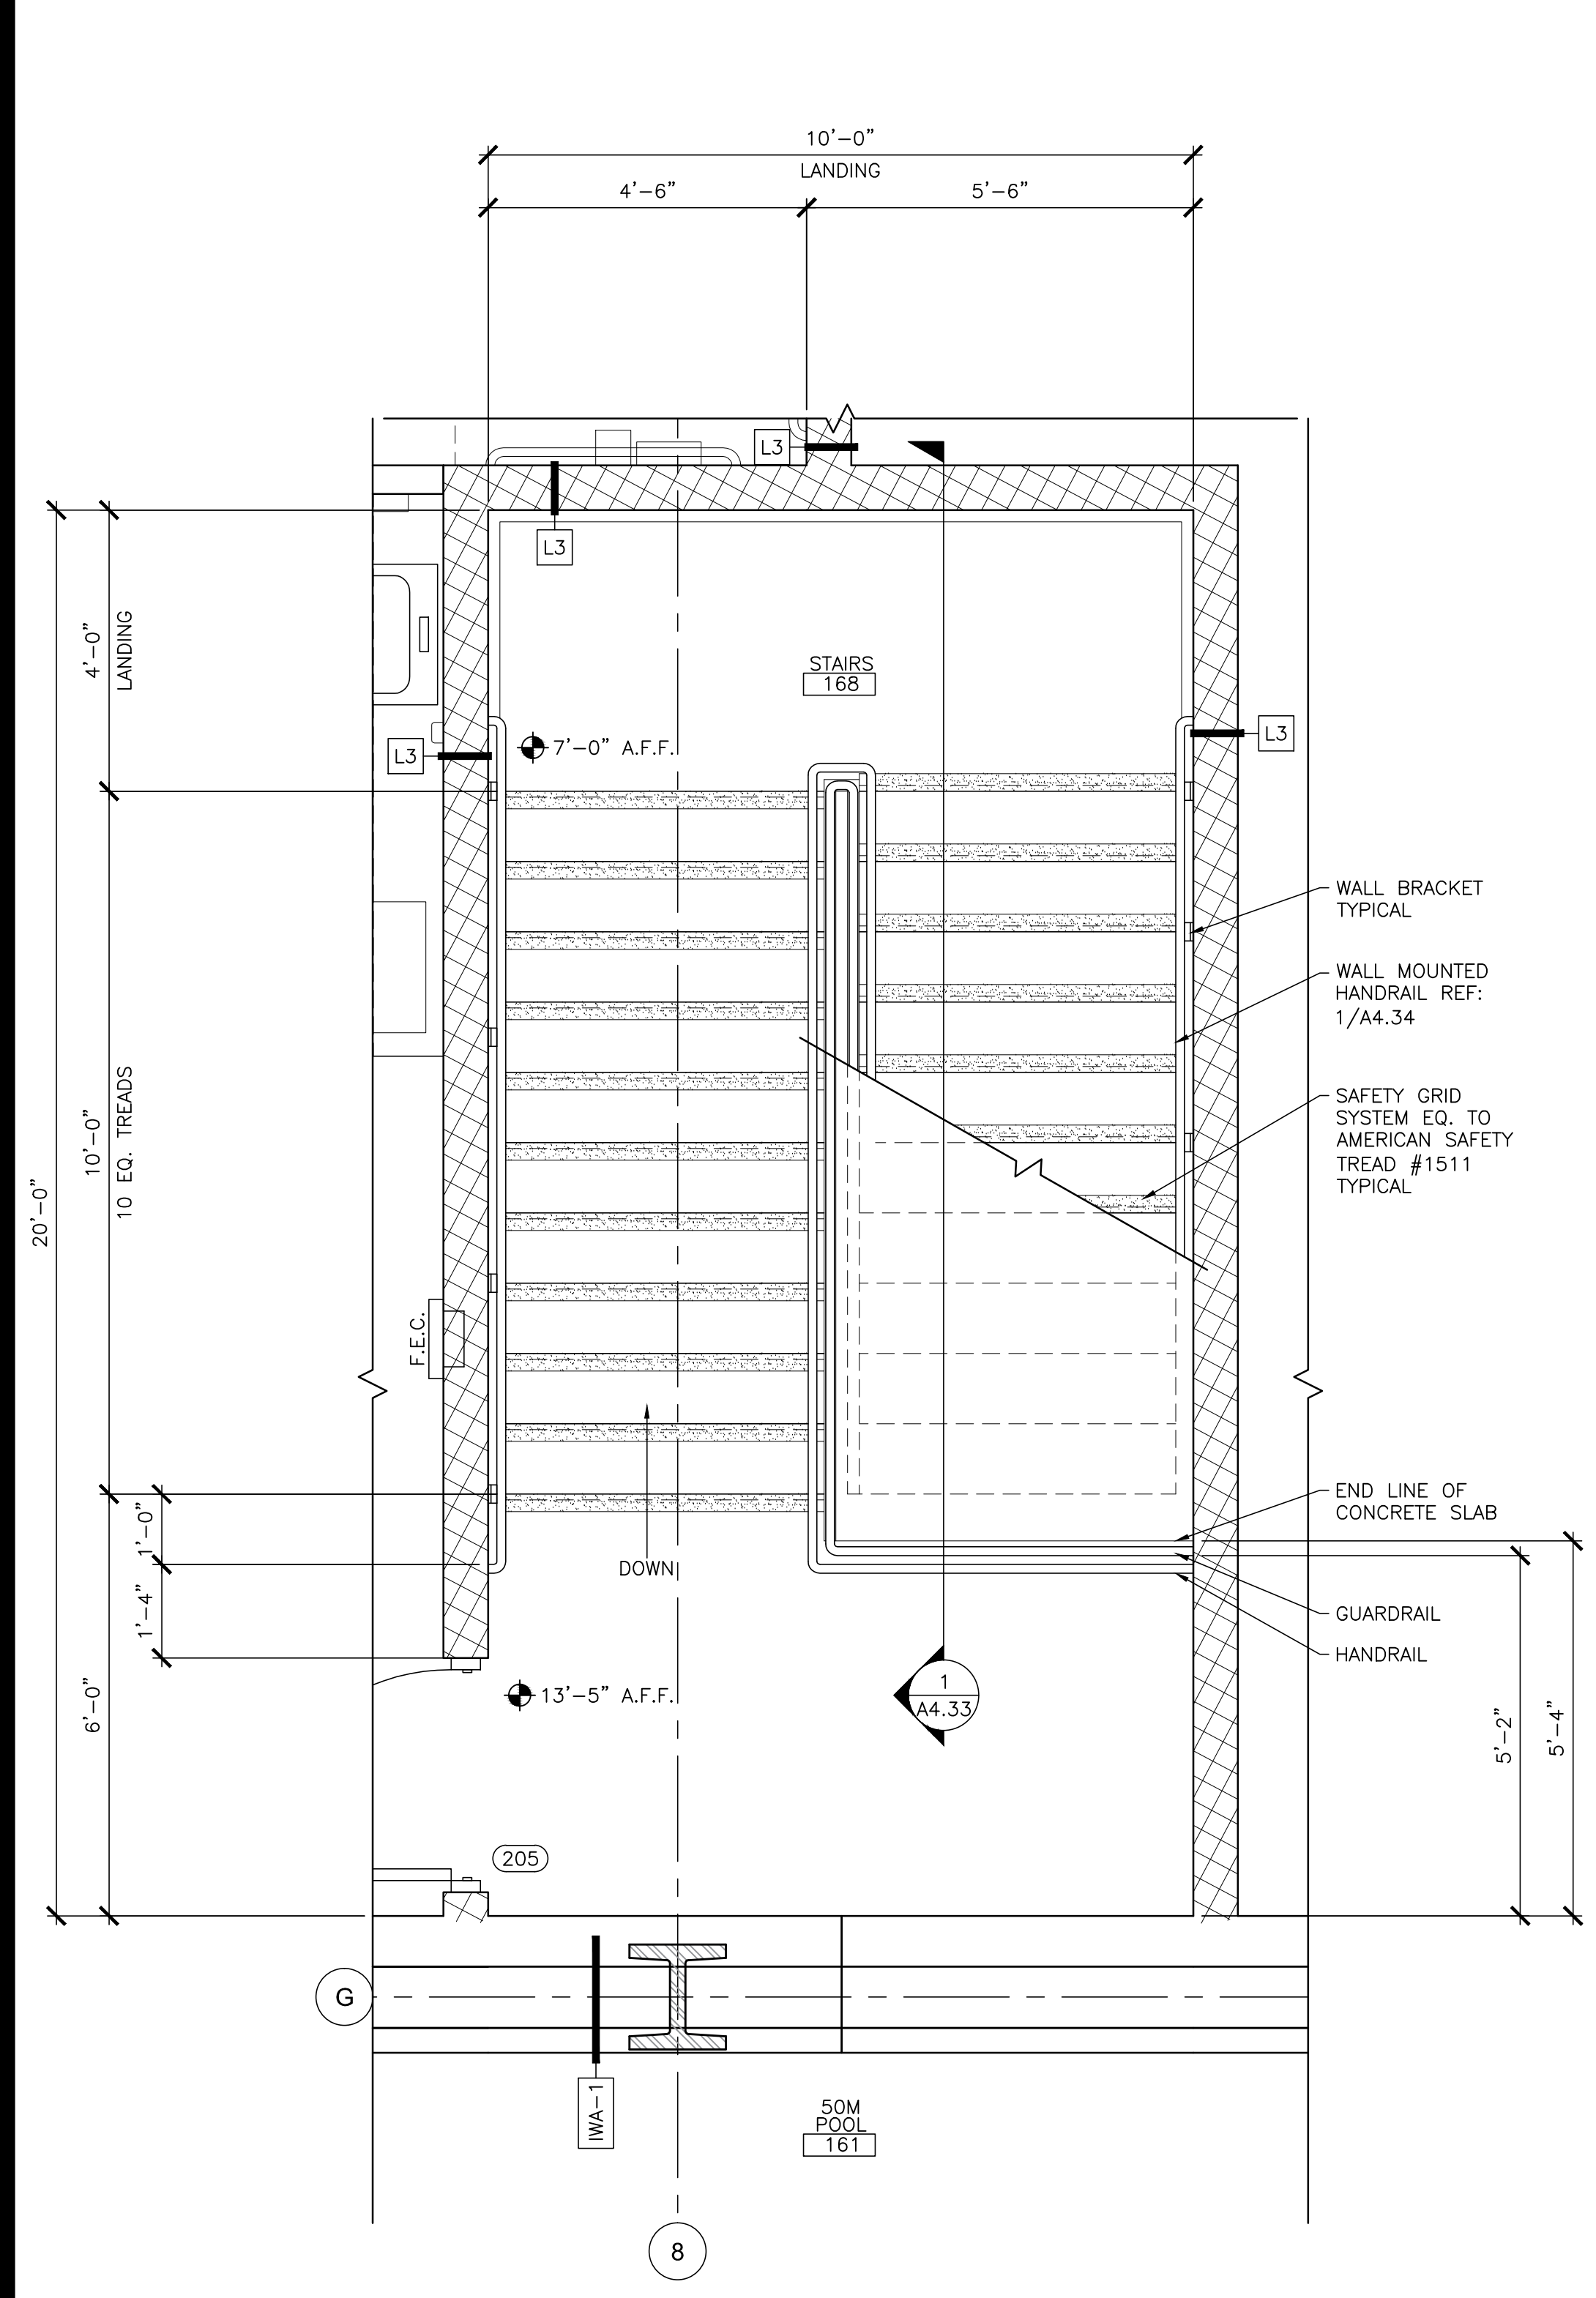 10'-0"
LANDING
4'-6"
5'-6"
L3
L3
STAIRS
168
7'-0" A.F.F.
L3
L3
4'-0"
LANDING
WALL BRACKET
TYPICAL
WALL MOUNTED
HANDRAIL REF:
1/A4.34
SAFETY GRID
SYSTEM EQ. TO
AMERICAN SAFETY
TREAD #1511
TYPICAL
10'-0"
10 EQ. TREADS
20'-0"
F.E.C.
END LINE OF
CONCRETE SLAB
1'-0"
DOWN
1'-4"
GUARDRAIL
HANDRAIL
6'-0"
13'-5" A.F.F.
1
A4.33
5'-2"
5'-4"
205
G
IWA-1
50M
POOL
161
8